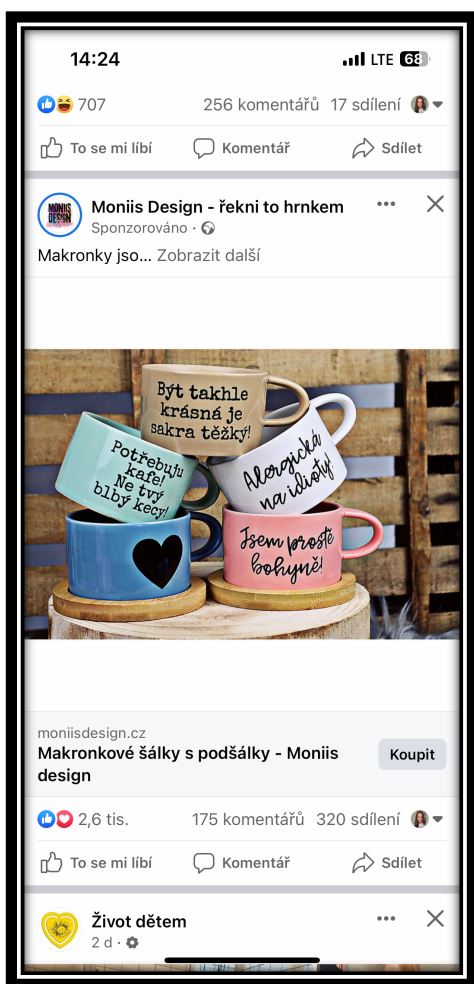 14:24 LTE 68
707 256 komentářů 17 sdílení
To se mi líbí Komentář Sdílet
MONIIS DESIGN
Moniis Design - řekni to hrnkem
Sponzorováno ·
Makronky jso... Zobrazit další
Být takhle
krásná je
sakra těžký!
Potřebuju
kafe!
Ne tvý
blbý kecy!
Alergická
na idioty!
Jsem prostě
bohyně!
moniisdesign.cz
Makronkové šálky s podšálky - Moniis
design
Koupit
2,6 tis. 175 komentářů 320 sdílení
To se mi líbí Komentář Sdílet
Život dětem
2 d ·